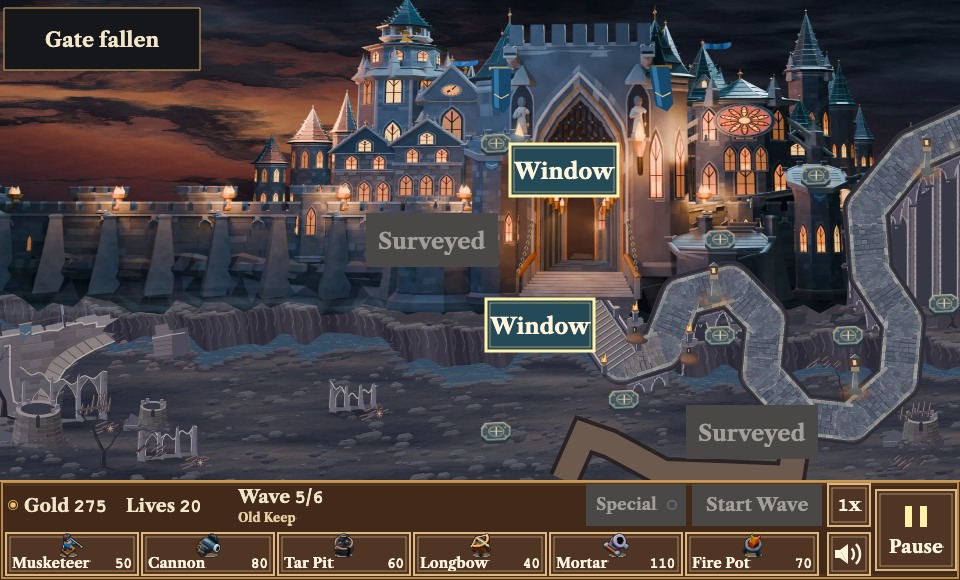 Gate fallen
Window
Surveyed
Window
Surveyed
Gold 275 Lives 20 Wave 5/6
Old Keep
Special Start Wave 1x
Pause
Musketeer 50 Cannon 80 Tar Pit 60 Longbow 40 Mortar 110 Fire Pot 70